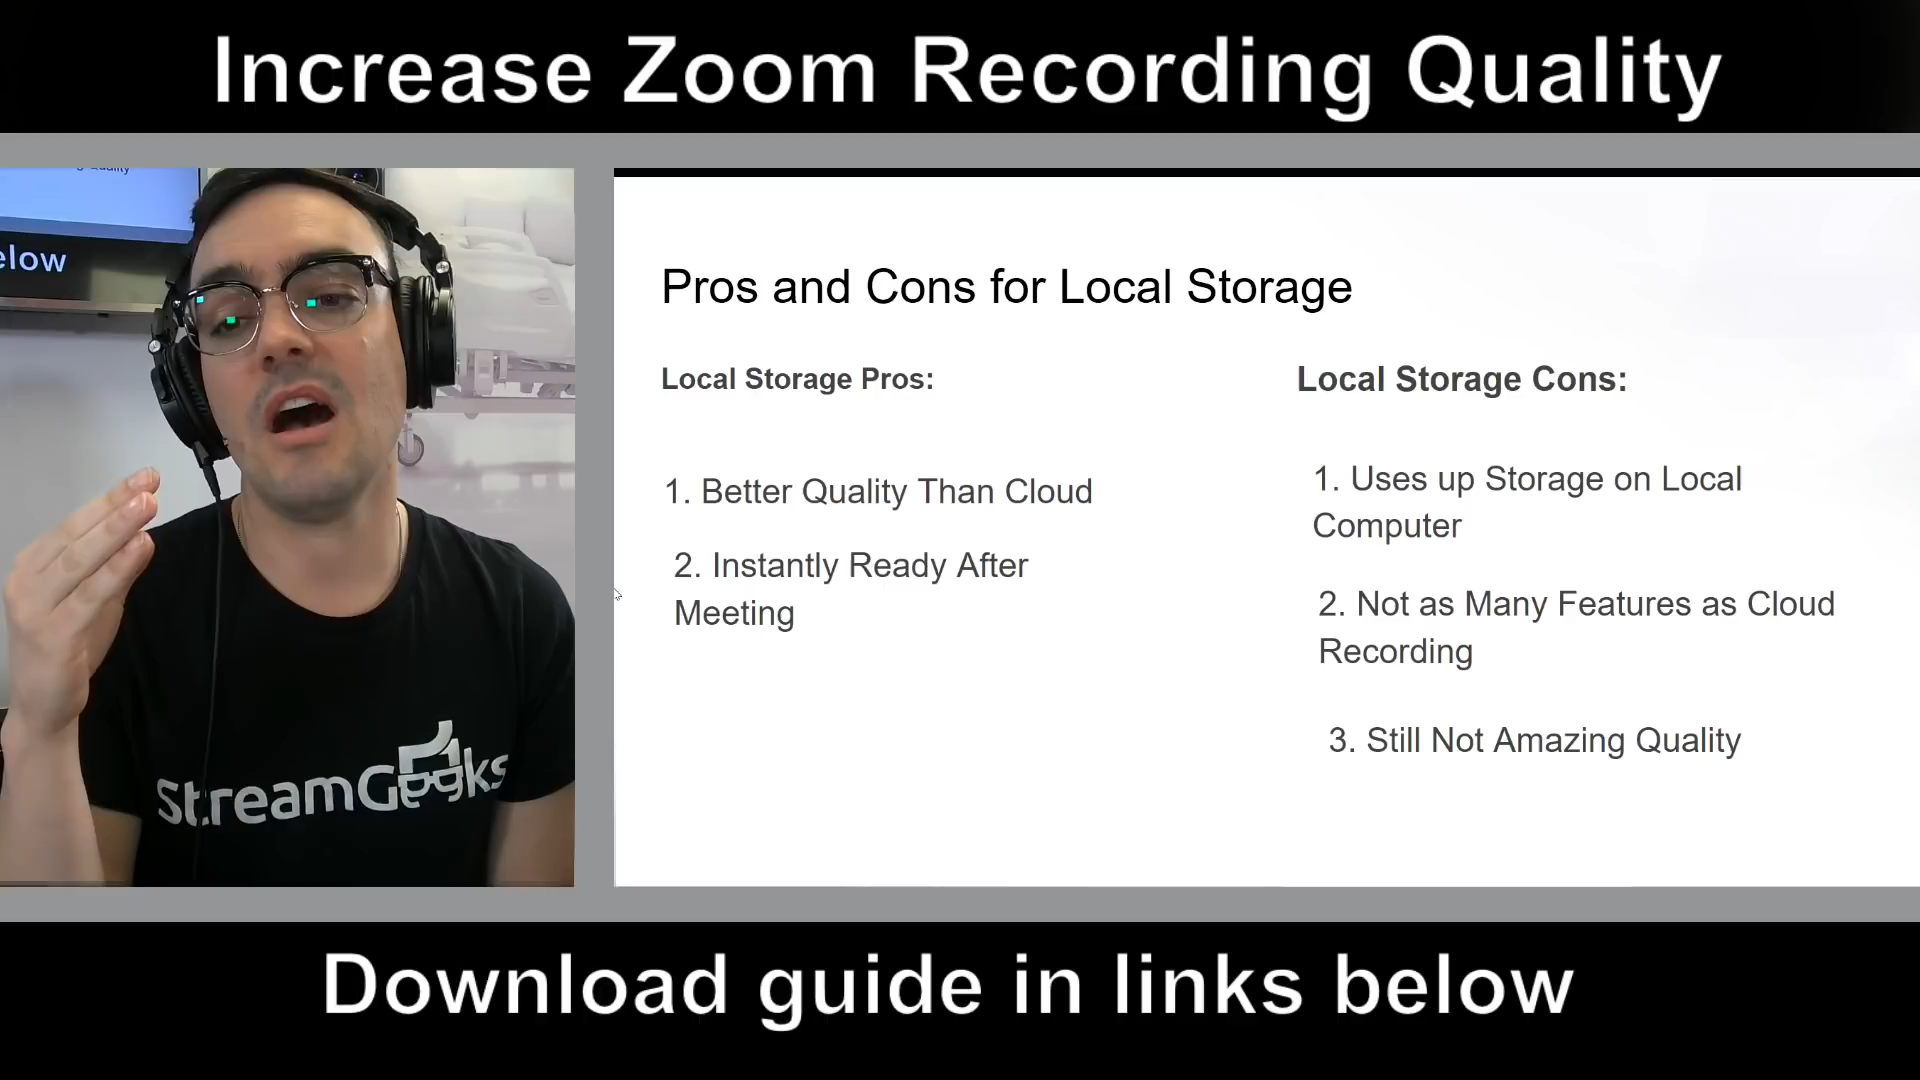 Increase Zoom Recording Quality
elow
StreamGeeks
Pros and Cons for Local Storage
Local Storage Pros:
1. Better Quality Than Cloud
2. Instantly Ready After
Meeting
Local Storage Cons:
1. Uses up Storage on Local
Computer
2. Not as Many Features as Cloud
Recording
3. Still Not Amazing Quality
Download guide in links below